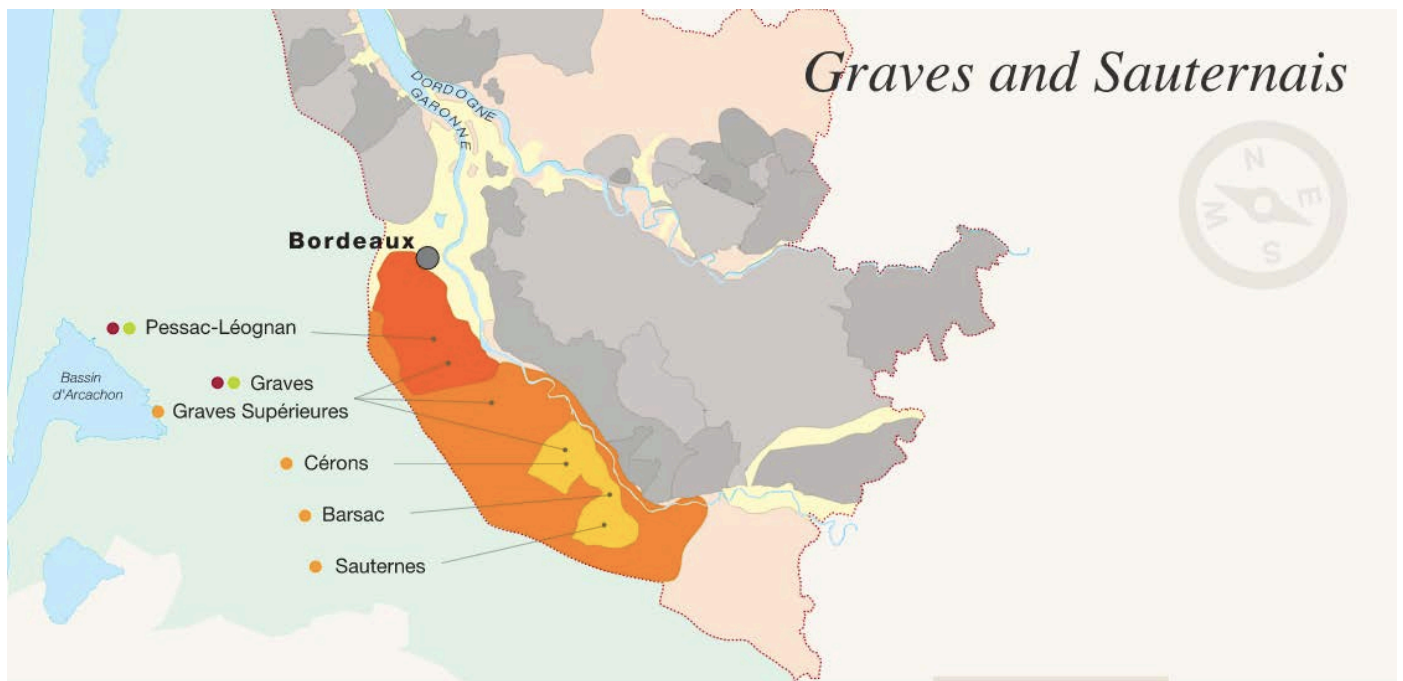 Graves and Sauternais
DORDOGNE
GARONNE
N
E
W
S
Bordeaux
Pessac-Léognan
Bassin
d'Arcachon
Graves
Graves Supérieures
Cérons
Barsac
Sauternes